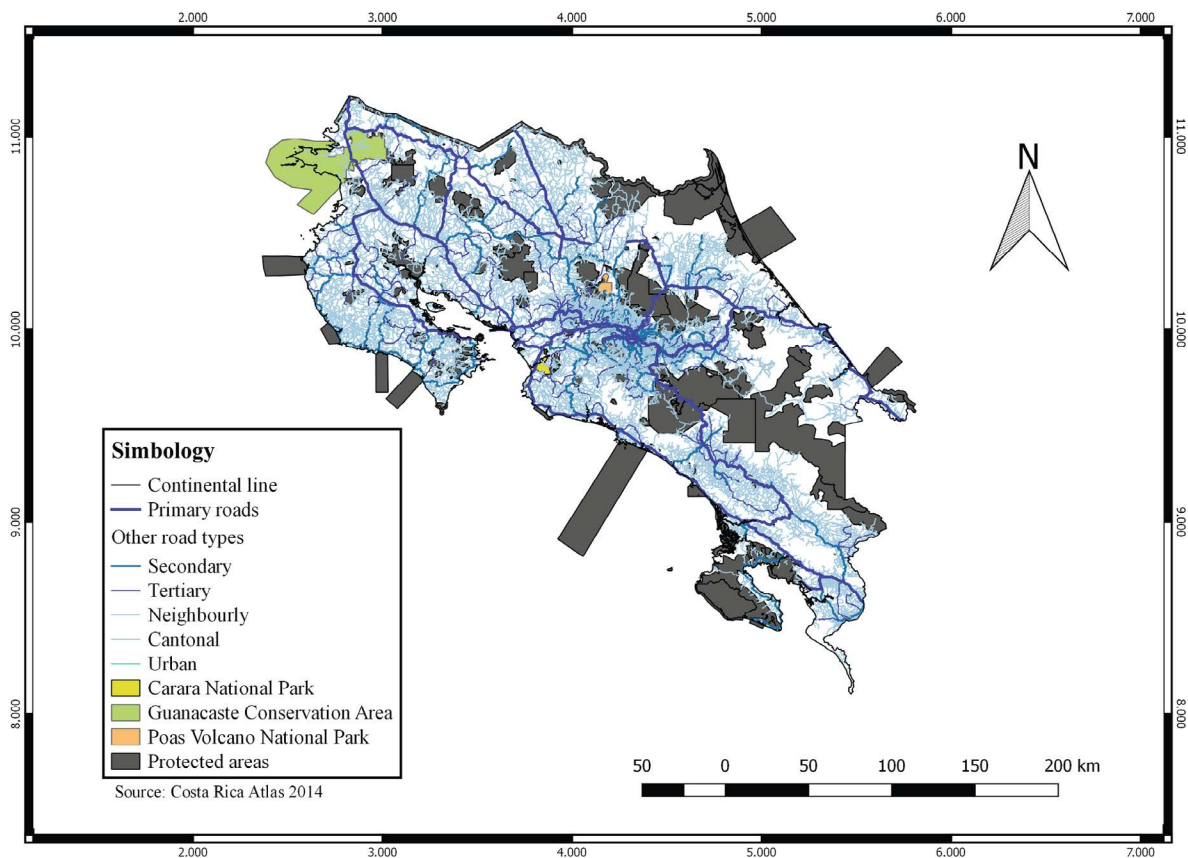 2.000 3.000 4.000 5.000 6.000 7.000
11.000 11.000
N
10.000 10.000
Simbology
Continental line
Primary roads
Other road types
9.000 9.000
Secondary
Tertiary
Neighbourly
Cantonal
Urban
Carara National Park
Guanacaste Conservation Area
8.000 8.000
Poas Volcano National Park
Protected areas
50 0 50 100 150 200 km
Source: Costa Rica Atlas 2014
2.000 3.000 4.000 5.000 6.000 7.000